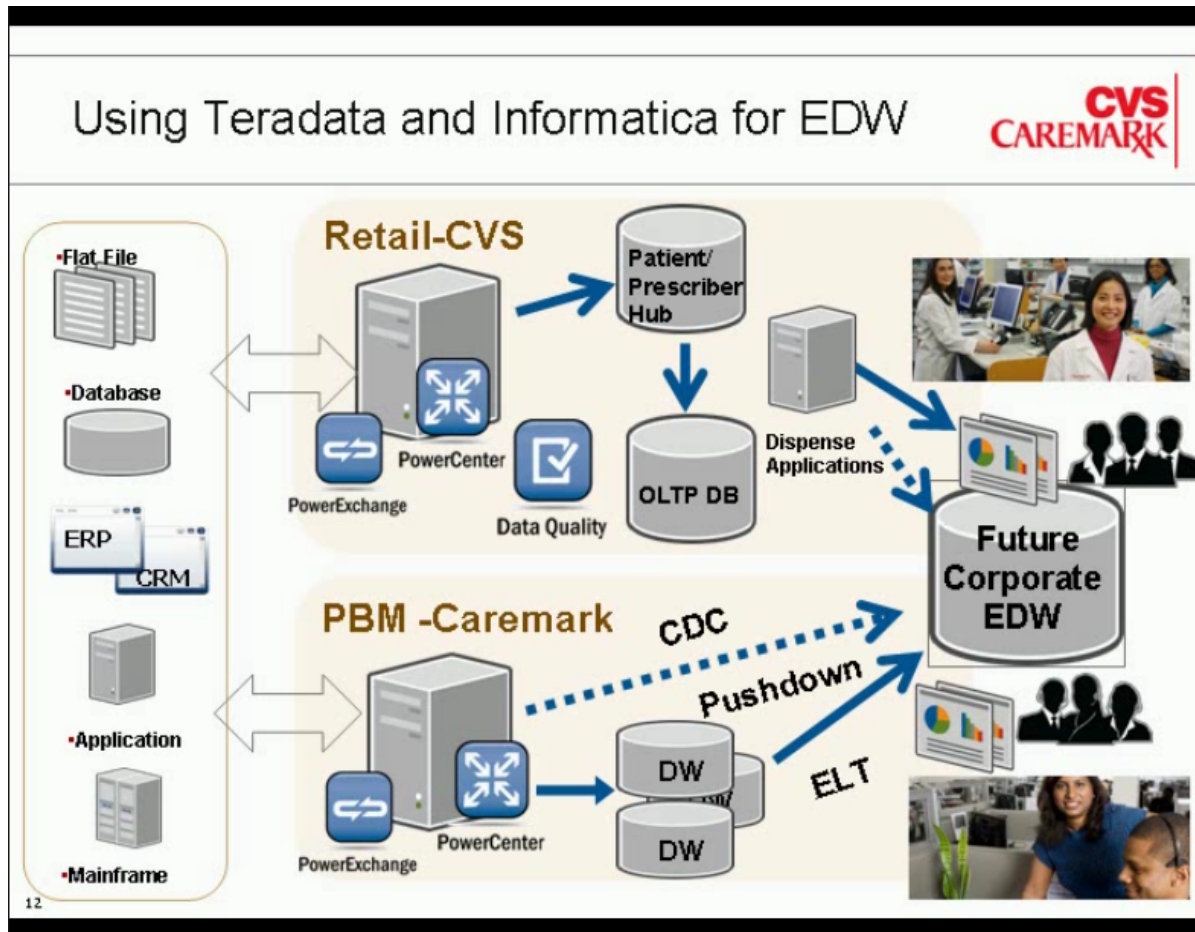 Using Teradata and Informatica for EDW
CVS
CAREMARK
▪Flat File
▪Database
ERP
CRM
▪Application
▪Mainframe
Retail-CVS
PowerExchange
PowerCenter
Data Quality
Patient/
Prescriber
Hub
OLTP DB
Dispense
Applications
Future
Corporate
EDW
PBM -Caremark
PowerExchange
PowerCenter
CDC
Pushdown
ELT
DW
DW
DW
12